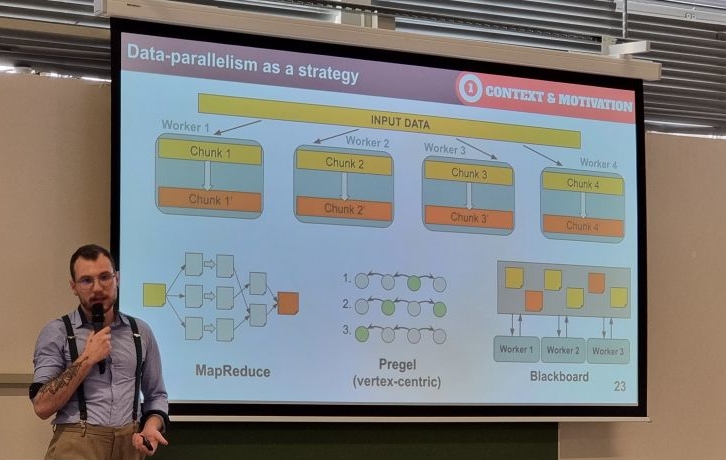 Data-parallelism as a strategy
1 CONTEXT & MOTIVATION
INPUT DATA
Worker 1
Worker 2
Worker 3
Worker 4
Chunk 1
Chunk 2
Chunk 3
Chunk 4
Chunk 1'
Chunk 2'
Chunk 3'
Chunk 4'
1.
2.
3.
Worker 1 Worker 2 Worker 3
MapReduce
Pregel
(vertex-centric)
Blackboard
23